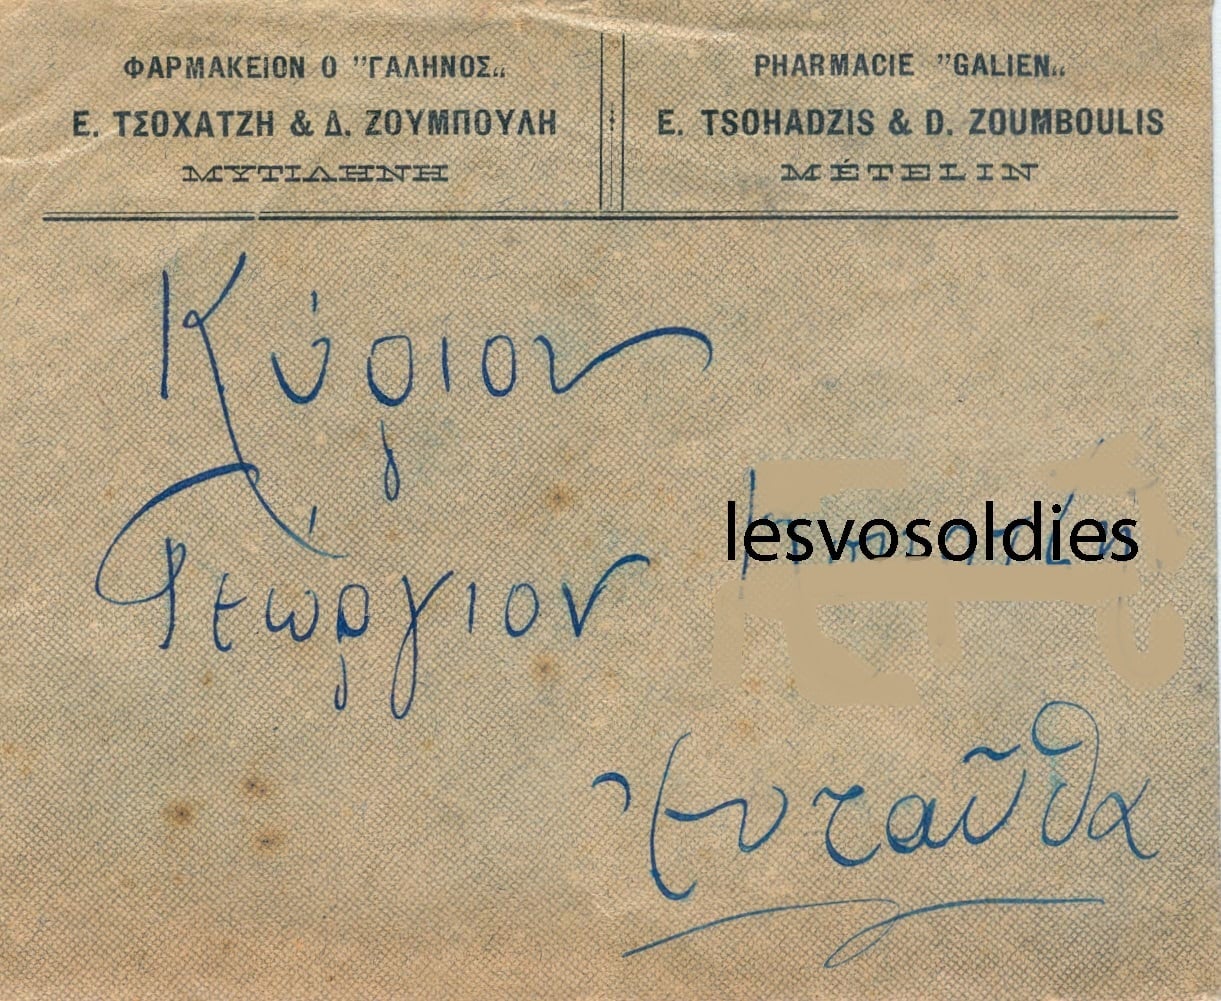 ΦΑΡΜΑΚΕΙΟΝ Ο "ΓΑΛΗΝΟΣ„
Ε. ΤΣΟΧΑΤΖΗ & Δ. ΖΟΥΜΠΟΥΛΗ
ΜΥΤΙΛΗΝΗ
PHARMACIE "GALIEN„
E. TSOHADZIS & D. ZOUMBOULIS
MÉTELIN
Κύριον
Γεώργιον
lesvosoldies
Ἐνταῦθα